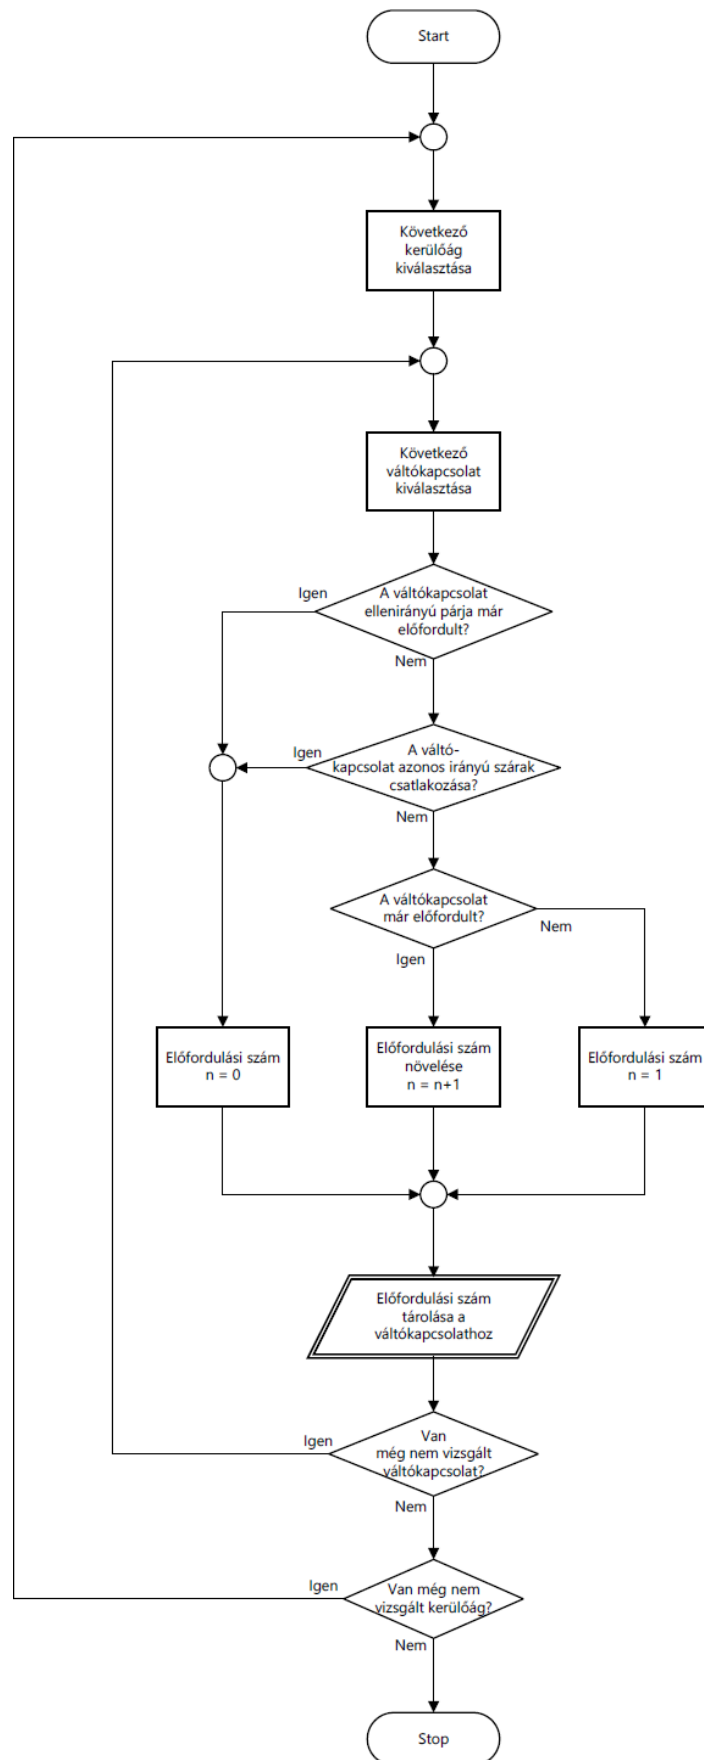 Start
Következő
kerülőág
kiválasztása
Következő
váltókapcsolat
kiválasztása
Igen
A váltókapcsolat
ellenirányú párja már
előfordult?
Nem
Igen
A váltó-
kapcsolat azonos irányú szárak
csatlakozása?
Nem
A váltókapcsolat
már előfordult?
Nem
Igen
Előfordulási szám
n = 0
Előfordulási szám
növelése
n = n+1
Előfordulási szám
n = 1
Előfordulási szám
tárolása a
váltókapcsolathoz
Igen
Van
még nem vizsgált
váltókapcsolat?
Nem
Igen
Van még nem
vizsgált kerülőág?
Nem
Stop